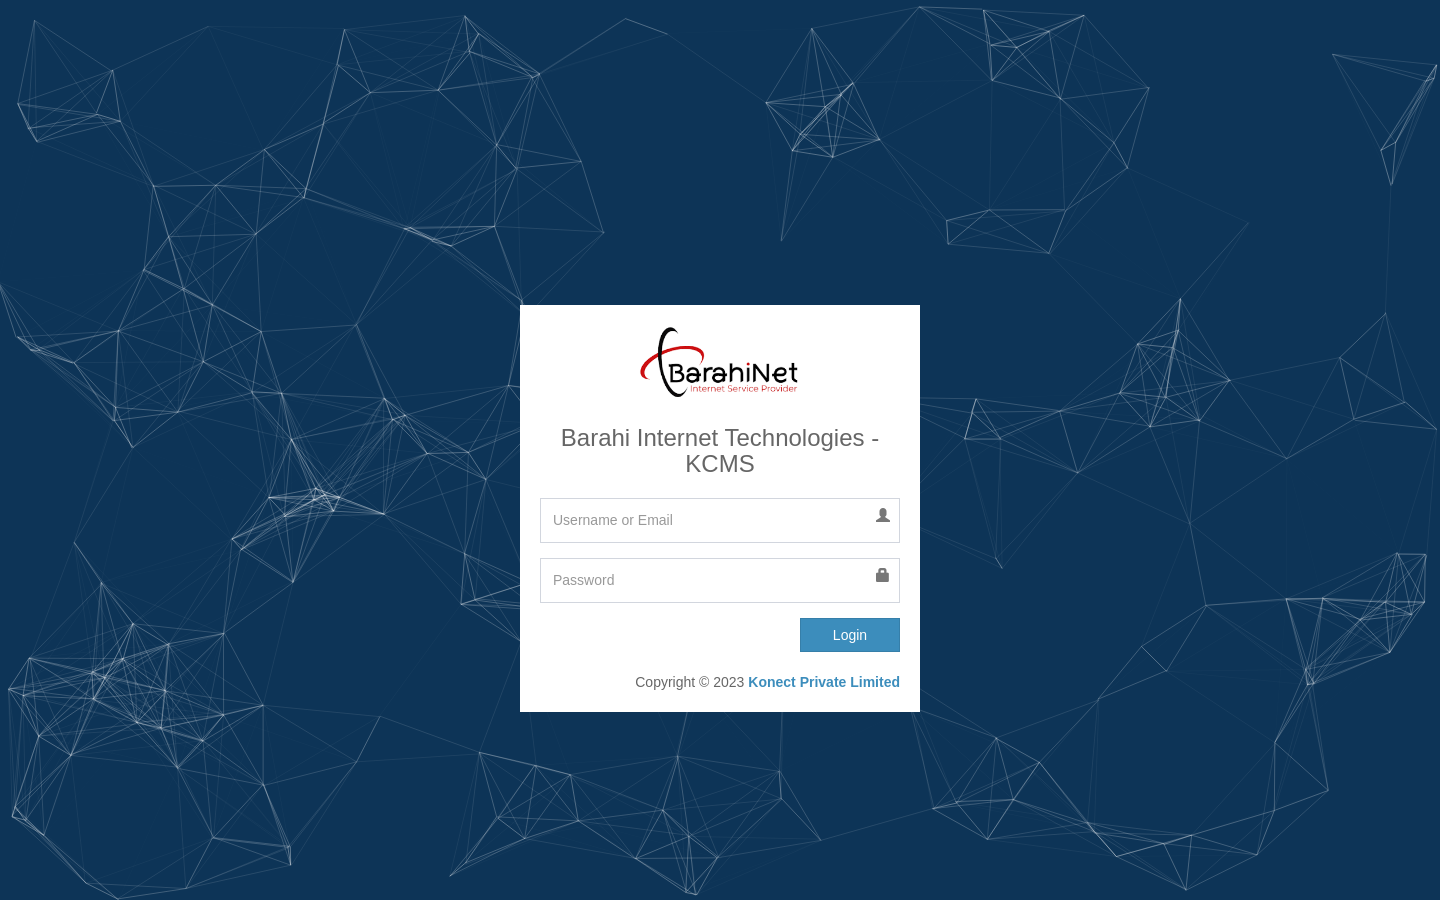 BarahiNet
Internet Service Provider
Barahi Internet Technologies -
KCMS
Username or Email
Password
Login
Copyright © 2023 Konect Private Limited